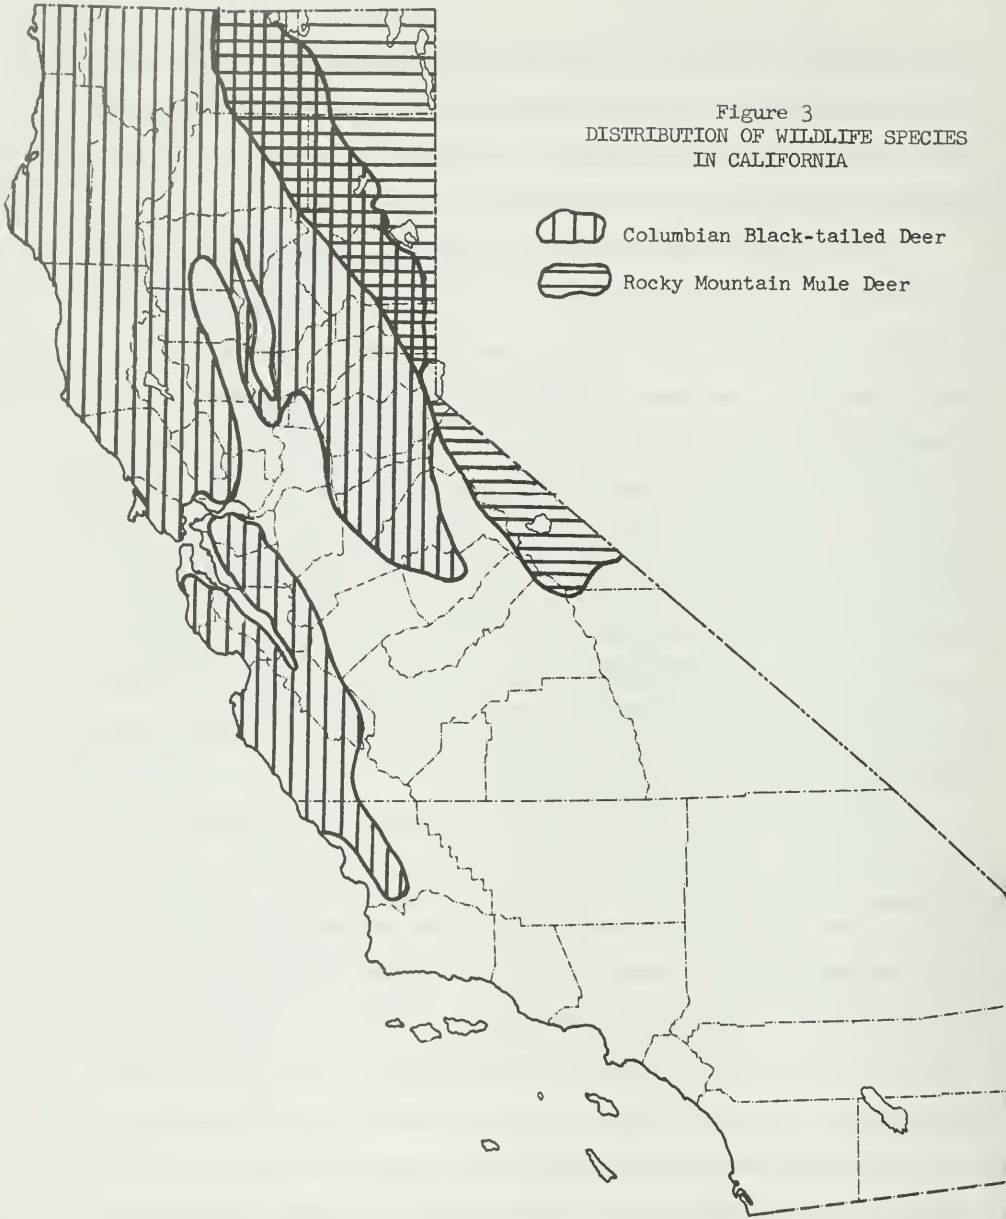 Figure 3
DISTRIBUTION OF WILDLIFE SPECIES
IN CALIFORNIA
Columbian Black-tailed Deer
Rocky Mountain Mule Deer